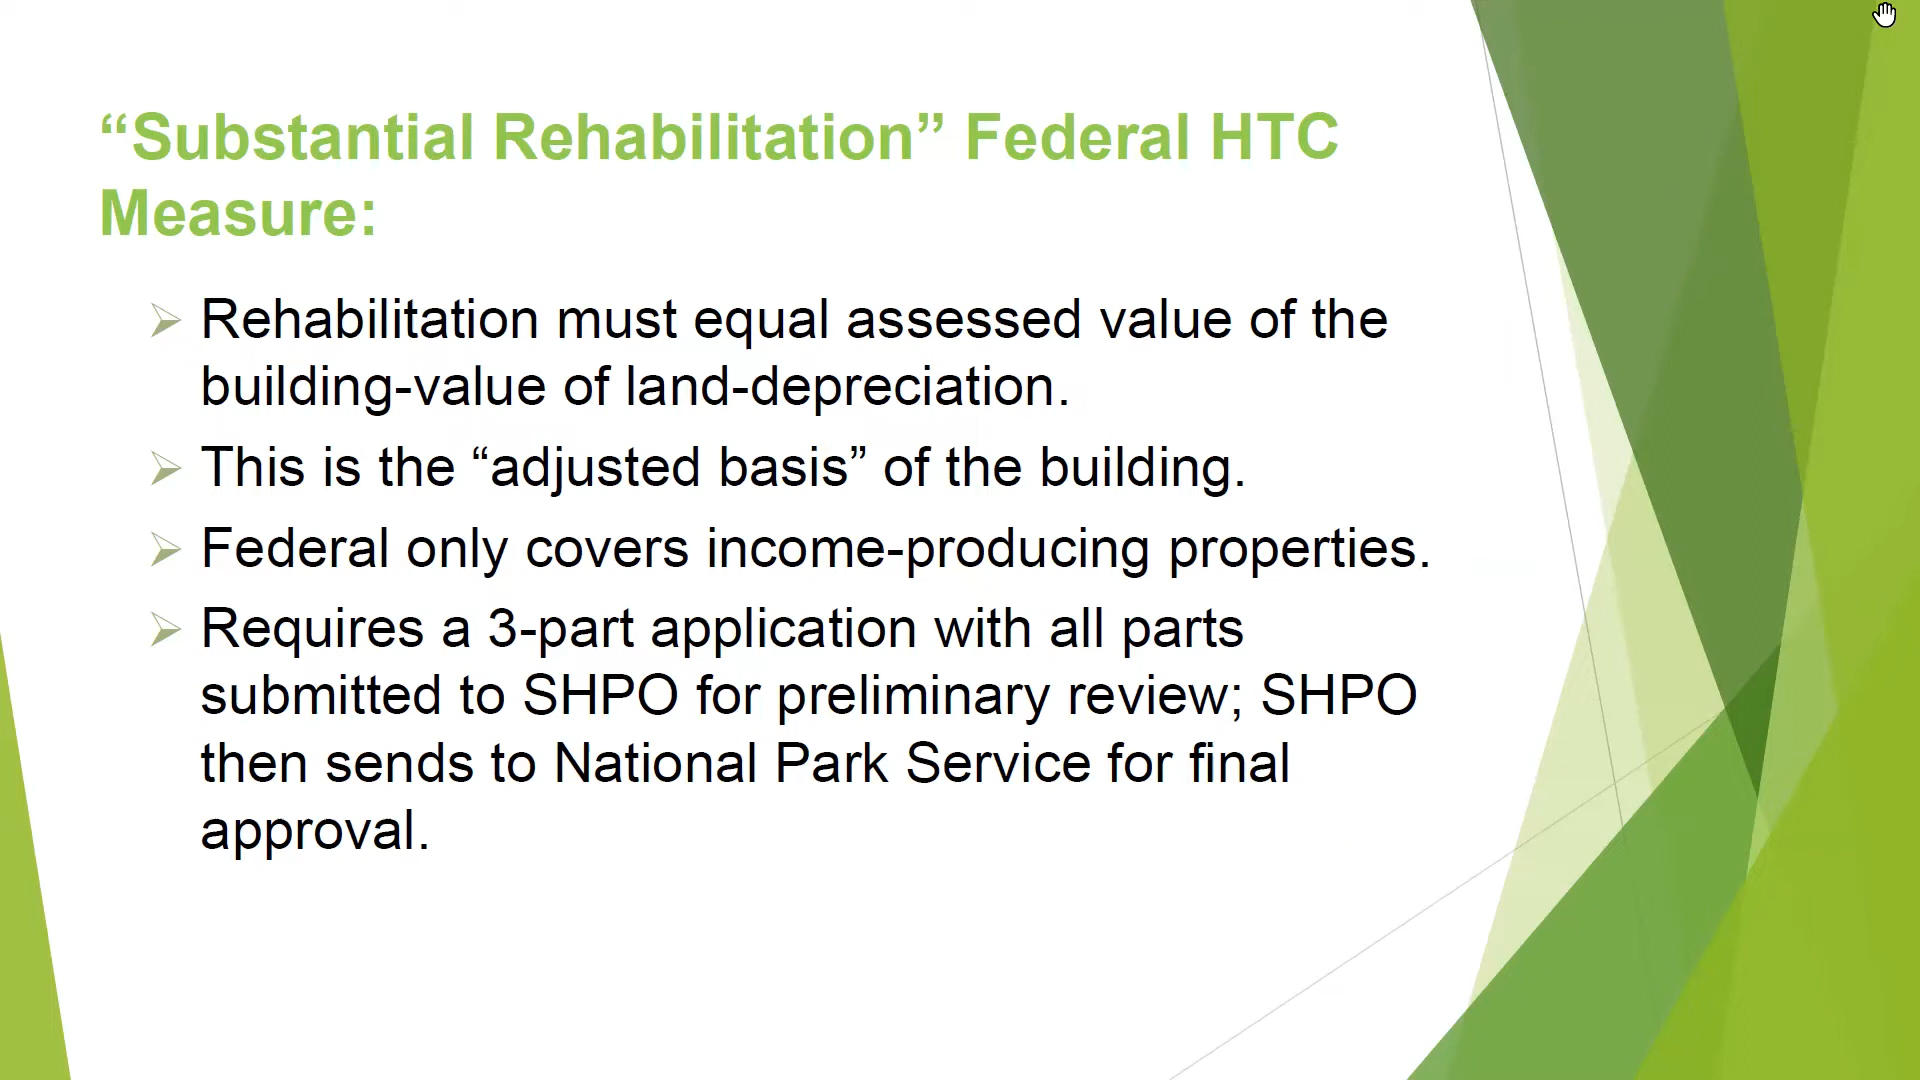 “Substantial Rehabilitation” Federal HTC
Measure:
Rehabilitation must equal assessed value of the
building-value of land-depreciation.
This is the “adjusted basis” of the building.
Federal only covers income-producing properties.
Requires a 3-part application with all parts
submitted to SHPO for preliminary review; SHPO
then sends to National Park Service for final
approval.